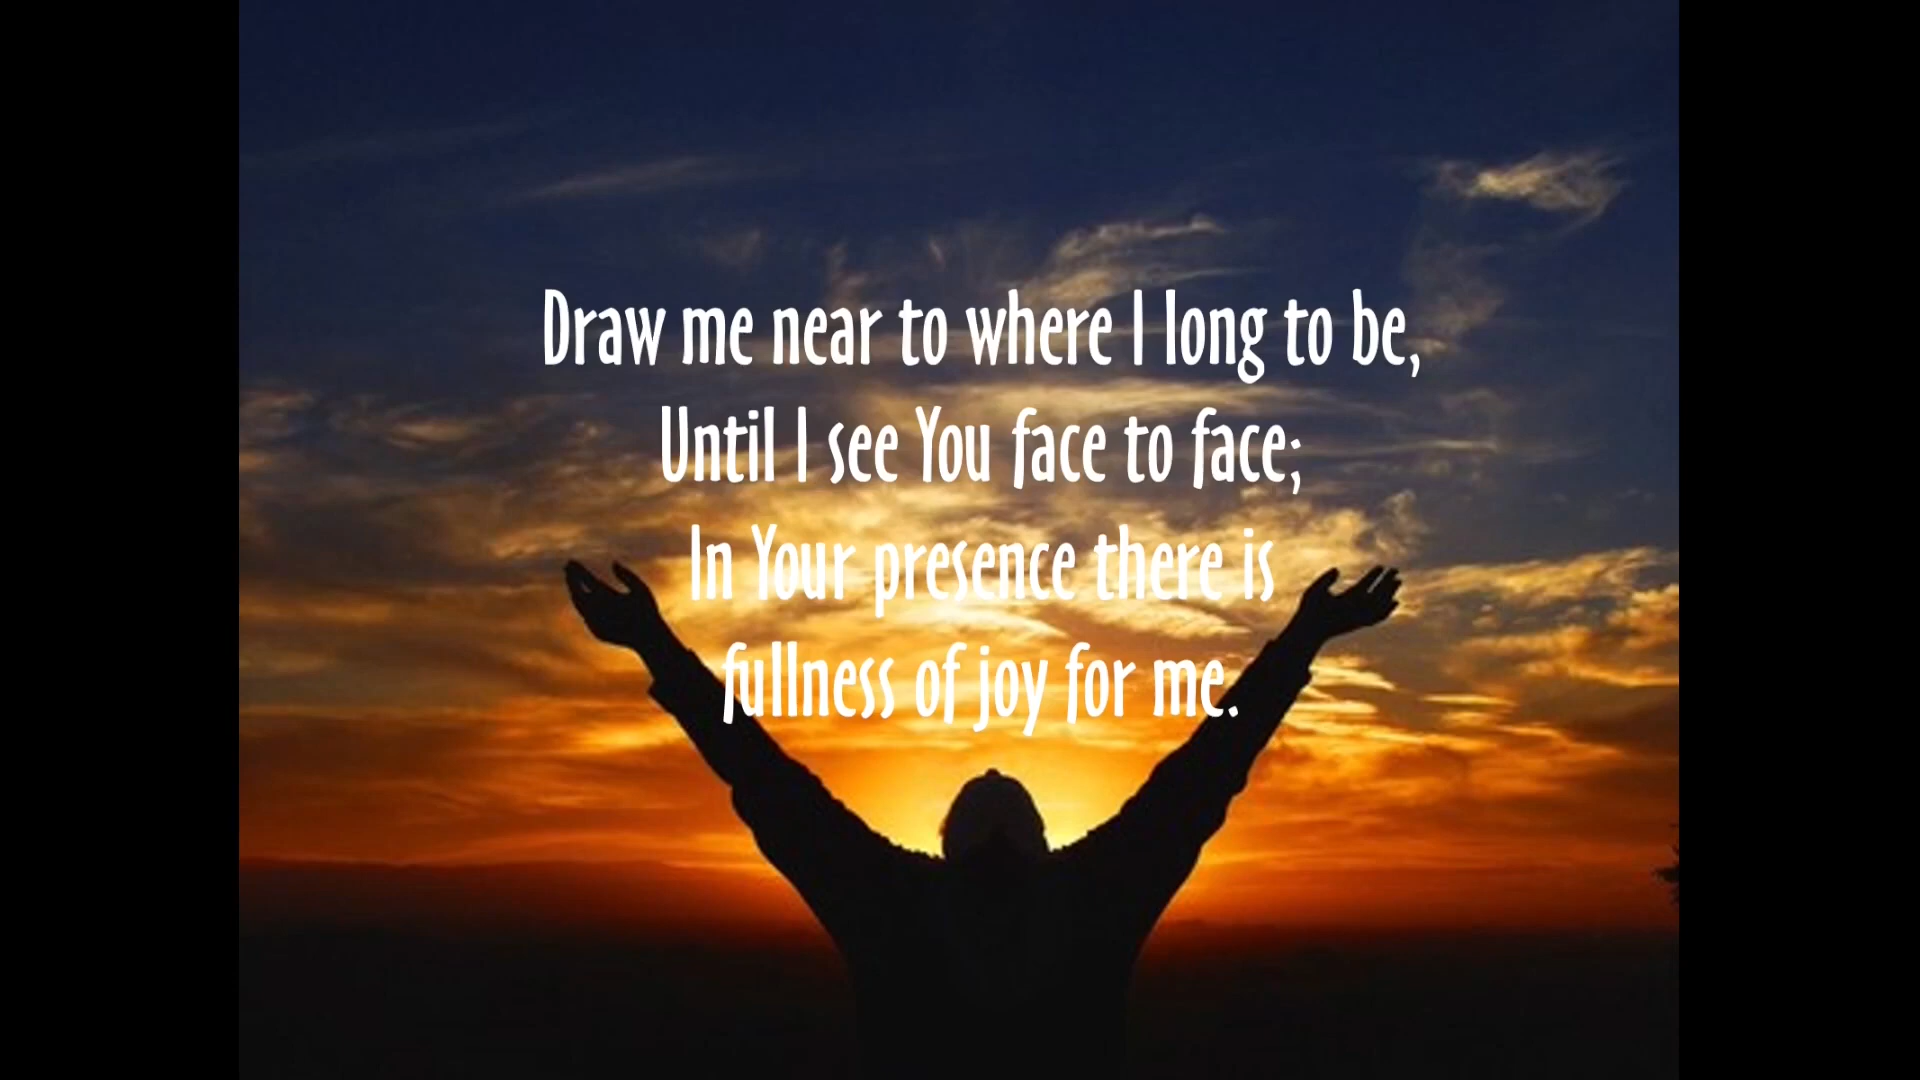 Draw me near to where I long to be,
Until I see You face to face;
In Your presence there is
fullness of joy for me.